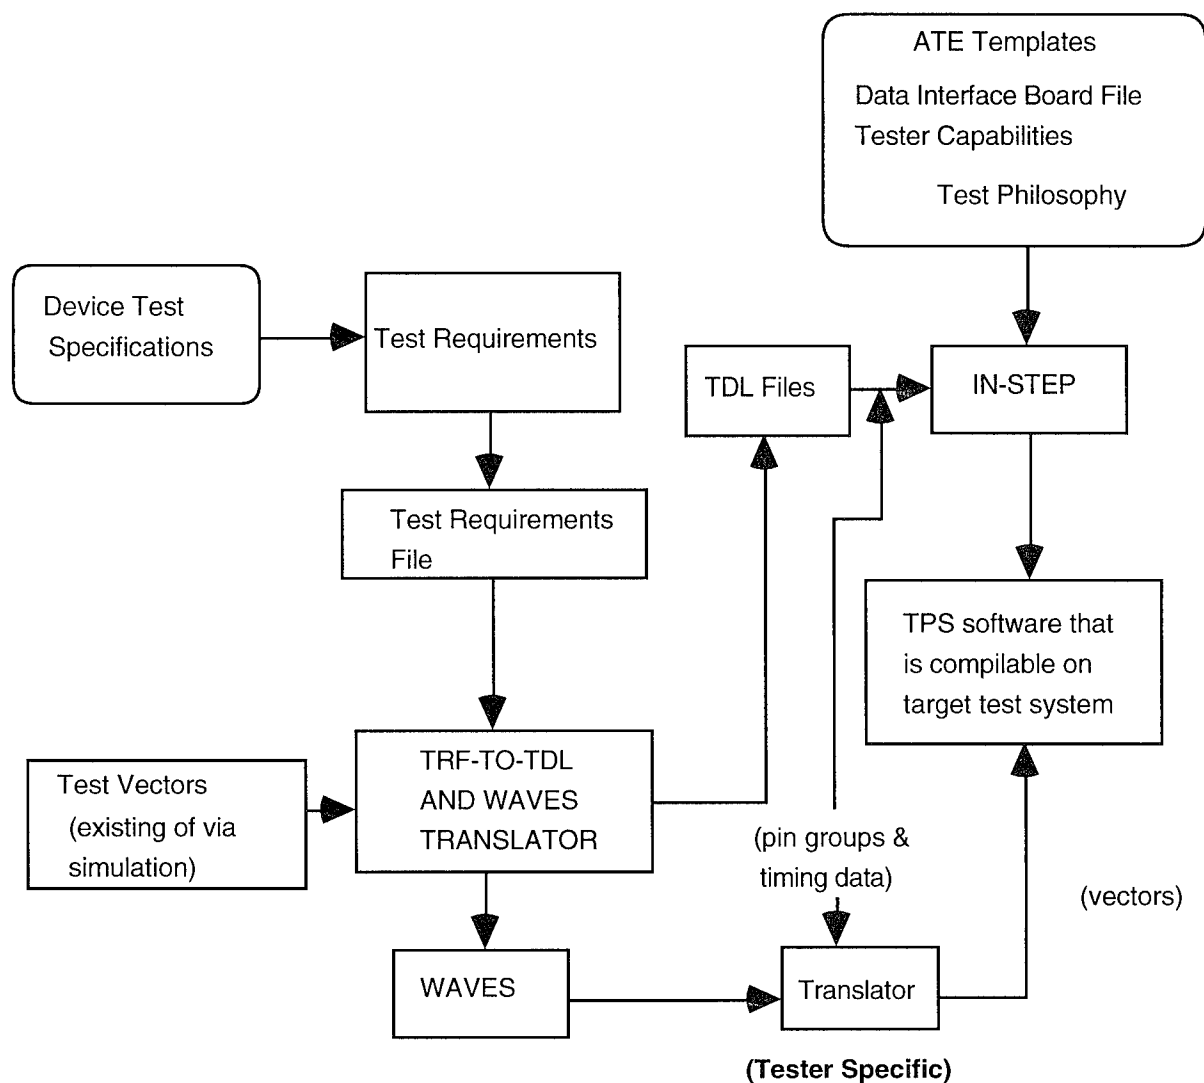 ATE Templates
Data Interface Board File
Tester Capabilities
Test Philosophy
Device Test
Specifications
Test Requirements
TDL Files
IN-STEP
Test Requirements
File
TPS software that
is compilable on
target test system
TRF-TO-TDL
AND WAVES
TRANSLATOR
Test Vectors
(existing of via
simulation)
(pin groups &
timing data)
(vectors)
WAVES
Translator
(Tester Specific)